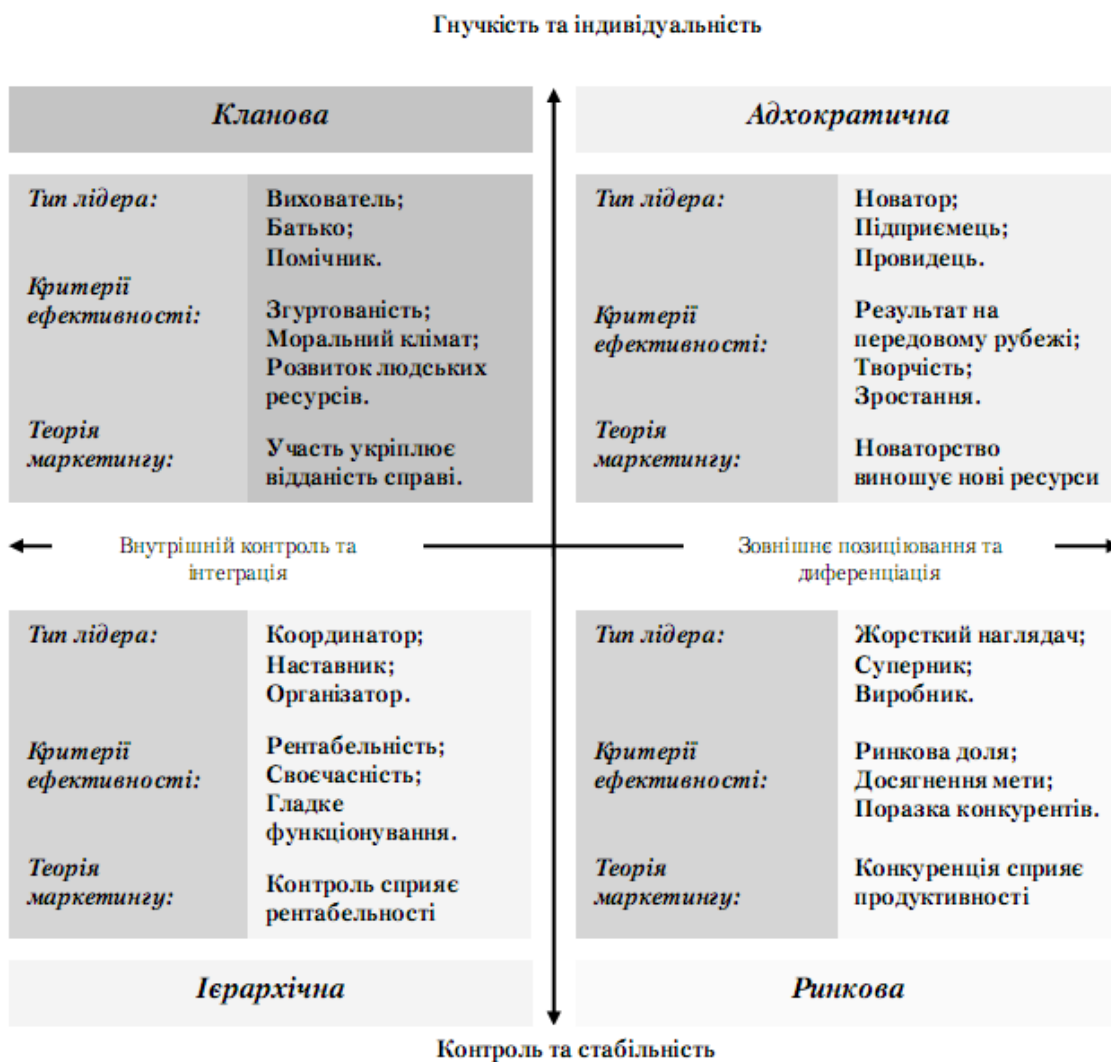 Гнучкість та індивідуальність
Кланова
Тип лідера:
Вихователь;
Батько;
Помічник.
Критерії
ефективності:
Згуртованість;
Моральний клімат;
Розвиток людських
ресурсів.
Теорія
маркетингу:
Участь укріплює
відданість справі.
Адхократична
Тип лідера:
Новатор;
Підприємець;
Провидець.
Критерії
ефективності:
Результат на
передовому рубежі;
Творчість;
Зростання.
Теорія
маркетингу:
Новаторство
виношує нові ресурси
Внутрішній контроль та
інтеграція
Зовнішнє позиціювання та
диференціація
Тип лідера:
Координатор;
Наставник;
Організатор.
Критерії
ефективності:
Рентабельність;
Своєчасність;
Гладке
функціонування.
Теорія
маркетингу:
Контроль сприяє
рентабельності
Ієрархічна
Тип лідера:
Жорсткий наглядач;
Суперник;
Виробник.
Критерії
ефективності:
Ринкова доля;
Досягнення мети;
Поразка конкурентів.
Теорія
маркетингу:
Конкуренція сприяє
продуктивності
Ринкова
Контроль та стабільність